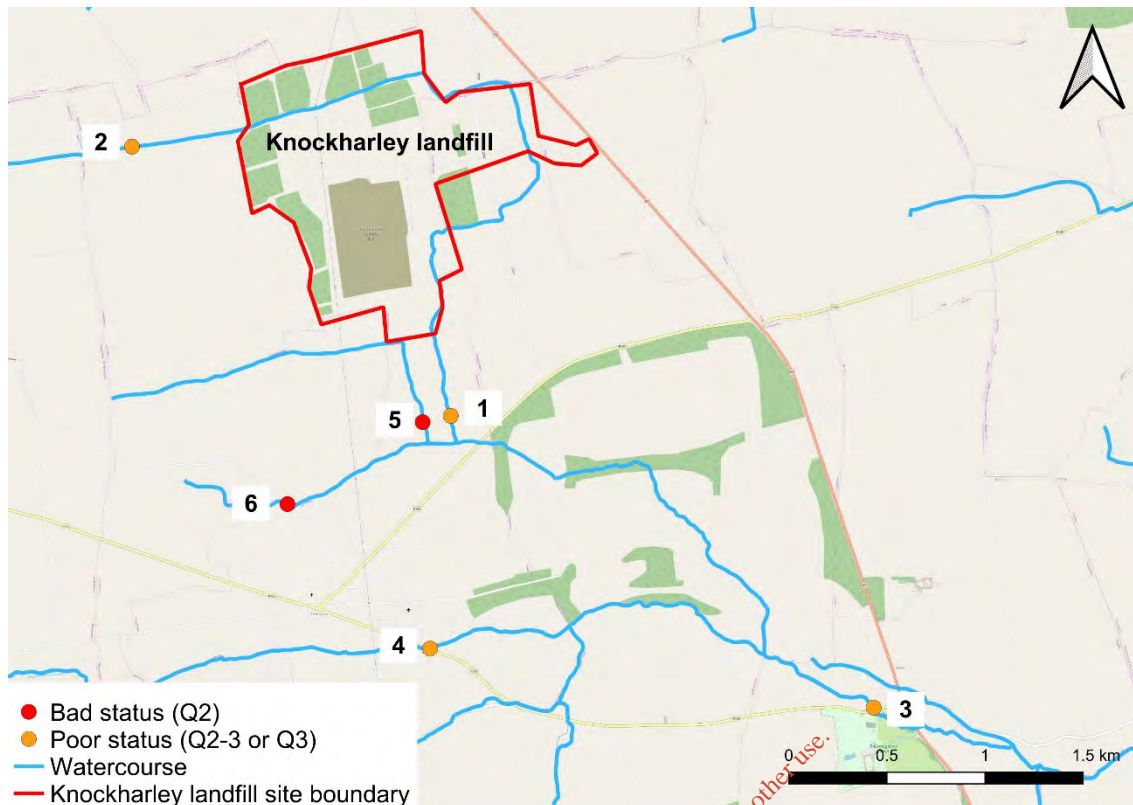 2
Knockharley landfill
5
1
6
4
3
Bad status (Q2)
Poor status (Q2-3 or Q3)
Watercourse
Knockharley landfill site boundary
other use.
0 0.5 1 1.5 km